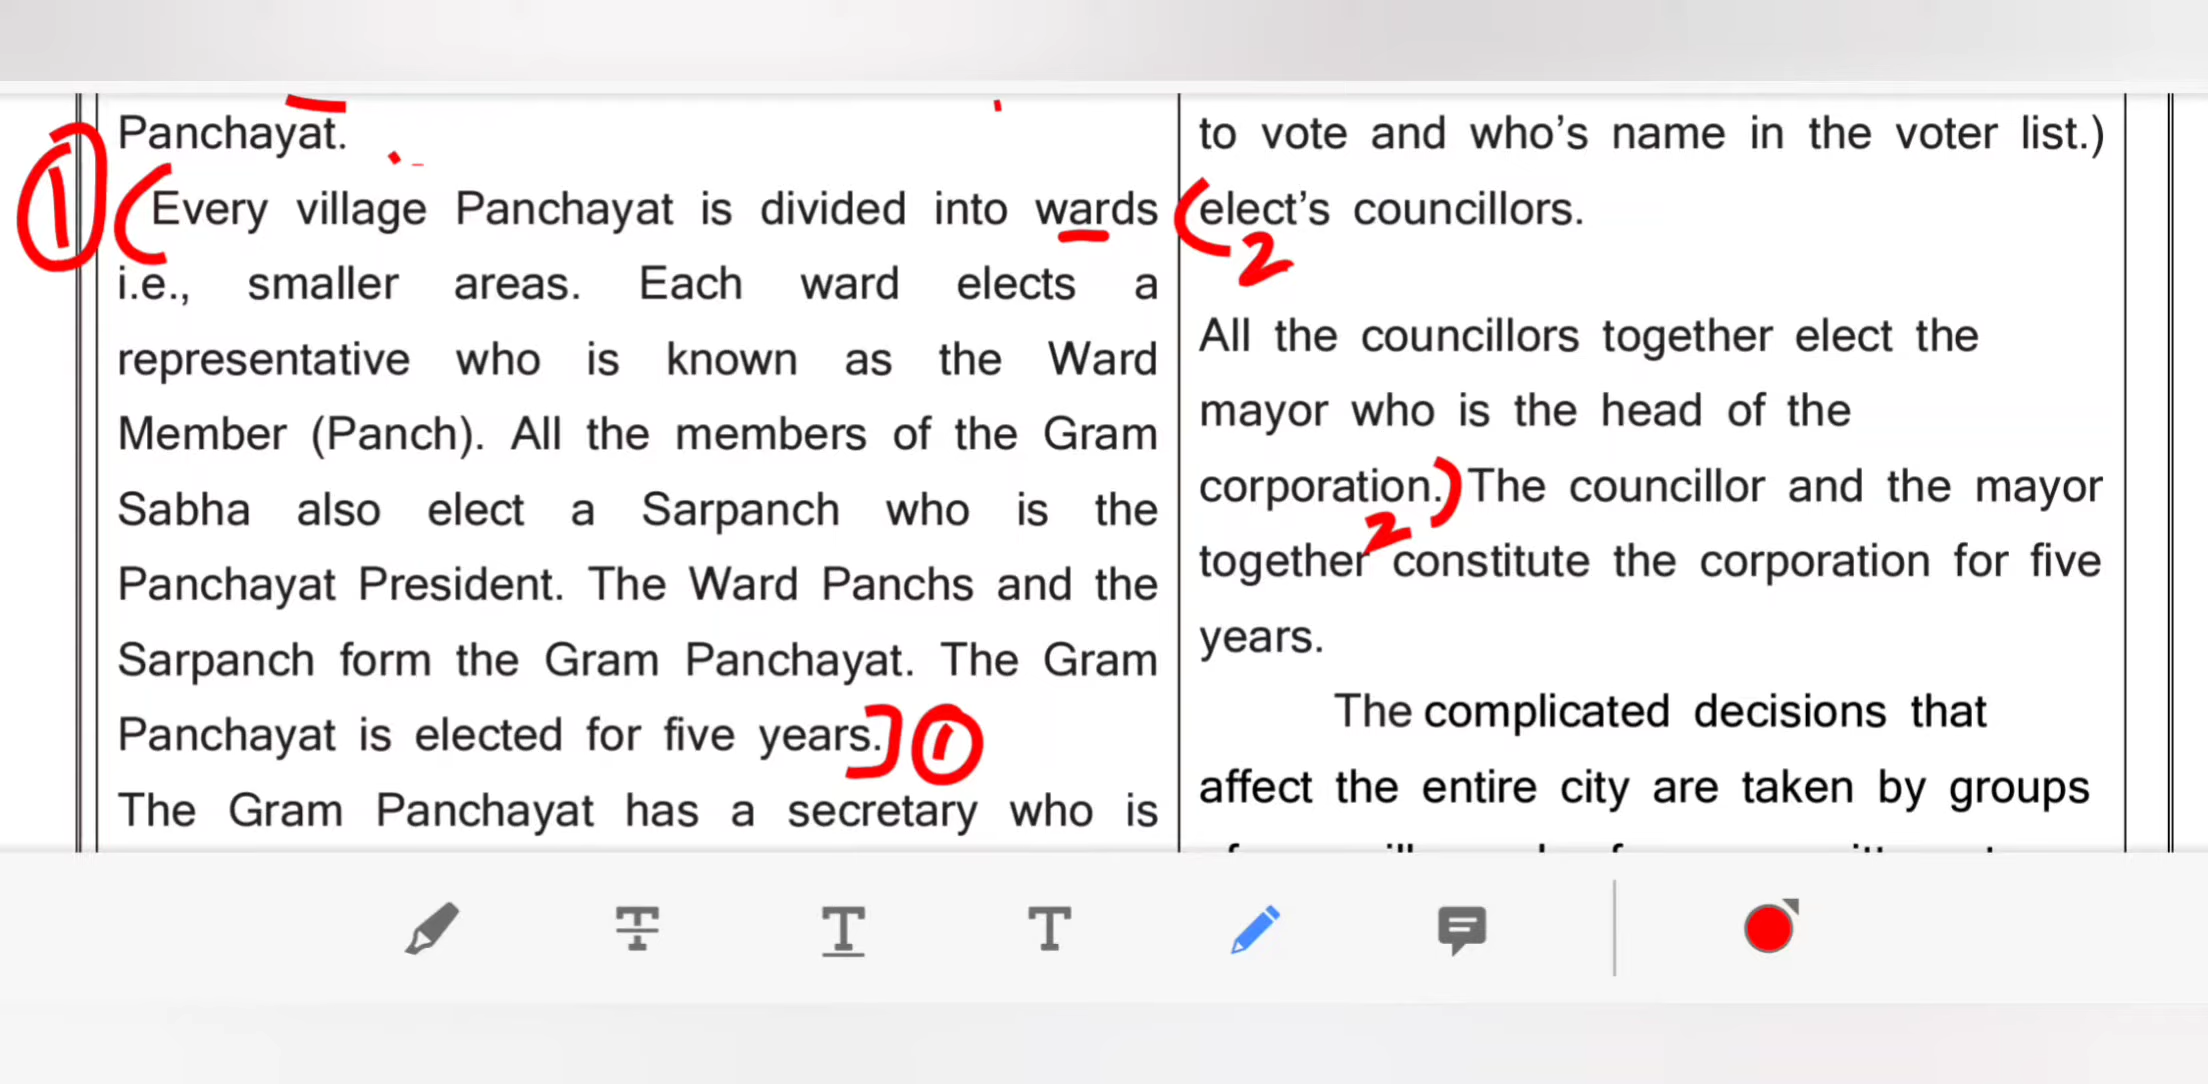 Panchayat.
1 (Every village Panchayat is divided into wards
i.e., smaller areas. Each ward elects a
representative who is known as the Ward
Member (Panch). All the members of the Gram
Sabha also elect a Sarpanch who is the
Panchayat President. The Ward Panchs and the
Sarpanch form the Gram Panchayat. The Gram
Panchayat is elected for five years.] 1
The Gram Panchayat has a secretary who is
to vote and who's name in the voter list.)
(elect's councillors.
2
All the councillors together elect the
mayor who is the head of the
corporation.) The councillor and the mayor
2
together constitute the corporation for five
years.
The complicated decisions that
affect the entire city are taken by groups